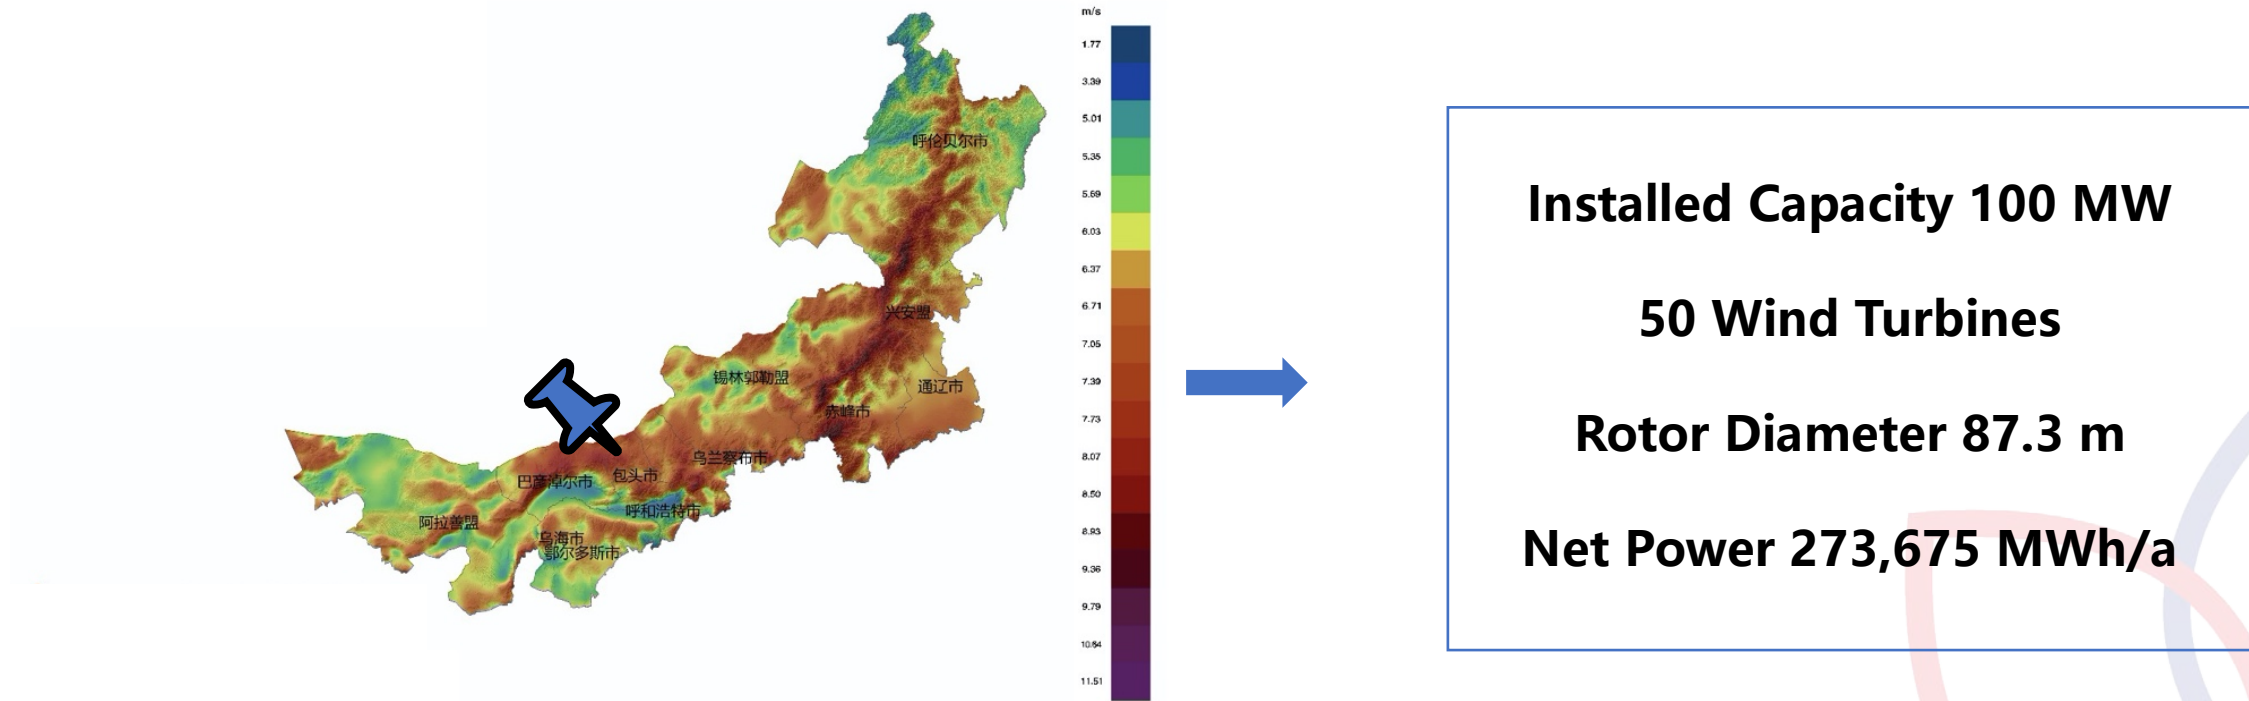 m/s
1.77
3.39
5.01
5.35
5.69
6.03
6.37
6.71
7.05
7.39
7.73
8.07
8.50
8.93
9.36
9.79
10.64
11.51
呼伦贝尔市
兴安盟
锡林郭勒盟
通辽市
赤峰市
乌兰察布市
包头市
巴彦淖尔市
呼和浩特市
阿拉善盟
乌海市
鄂尔多斯市
Installed Capacity 100 MW
50 Wind Turbines
Rotor Diameter 87.3 m
Net Power 273,675 MWh/a